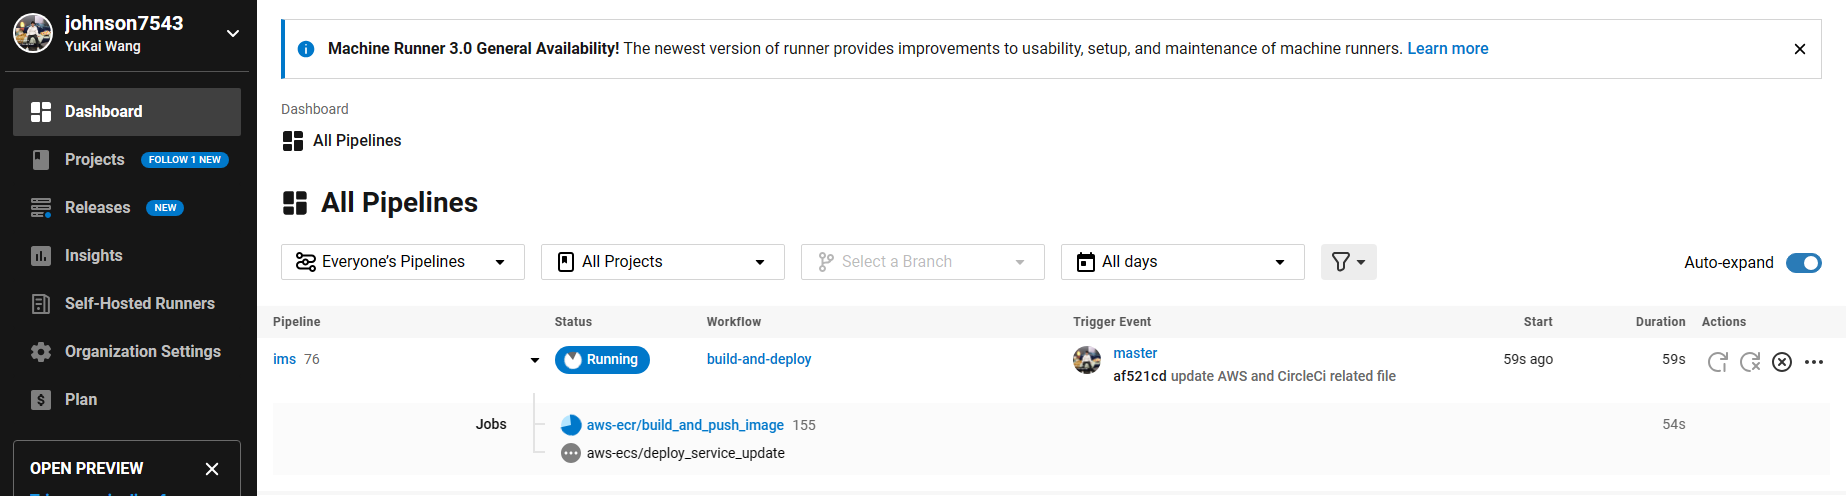 johnson7543
YuKai Wang
Dashboard
Projects FOLLOW 1 NEW
Releases NEW
Insights
Self-Hosted Runners
Organization Settings
Plan
OPEN PREVIEW
Machine Runner 3.0 General Availability! The newest version of runner provides improvements to usability, setup, and maintenance of machine runners. Learn more
Dashboard
All Pipelines
All Pipelines
Everyone’s Pipelines All Projects Select a Branch All days
Auto-expand
Pipeline Status Workflow Trigger Event Start Duration Actions
ims 76 Running build-and-deploy master 59s ago 59s
af521cd update AWS and CircleCi related file
Jobs aws-ecr/build_and_push_image 155 54s
aws-ecs/deploy_service_update